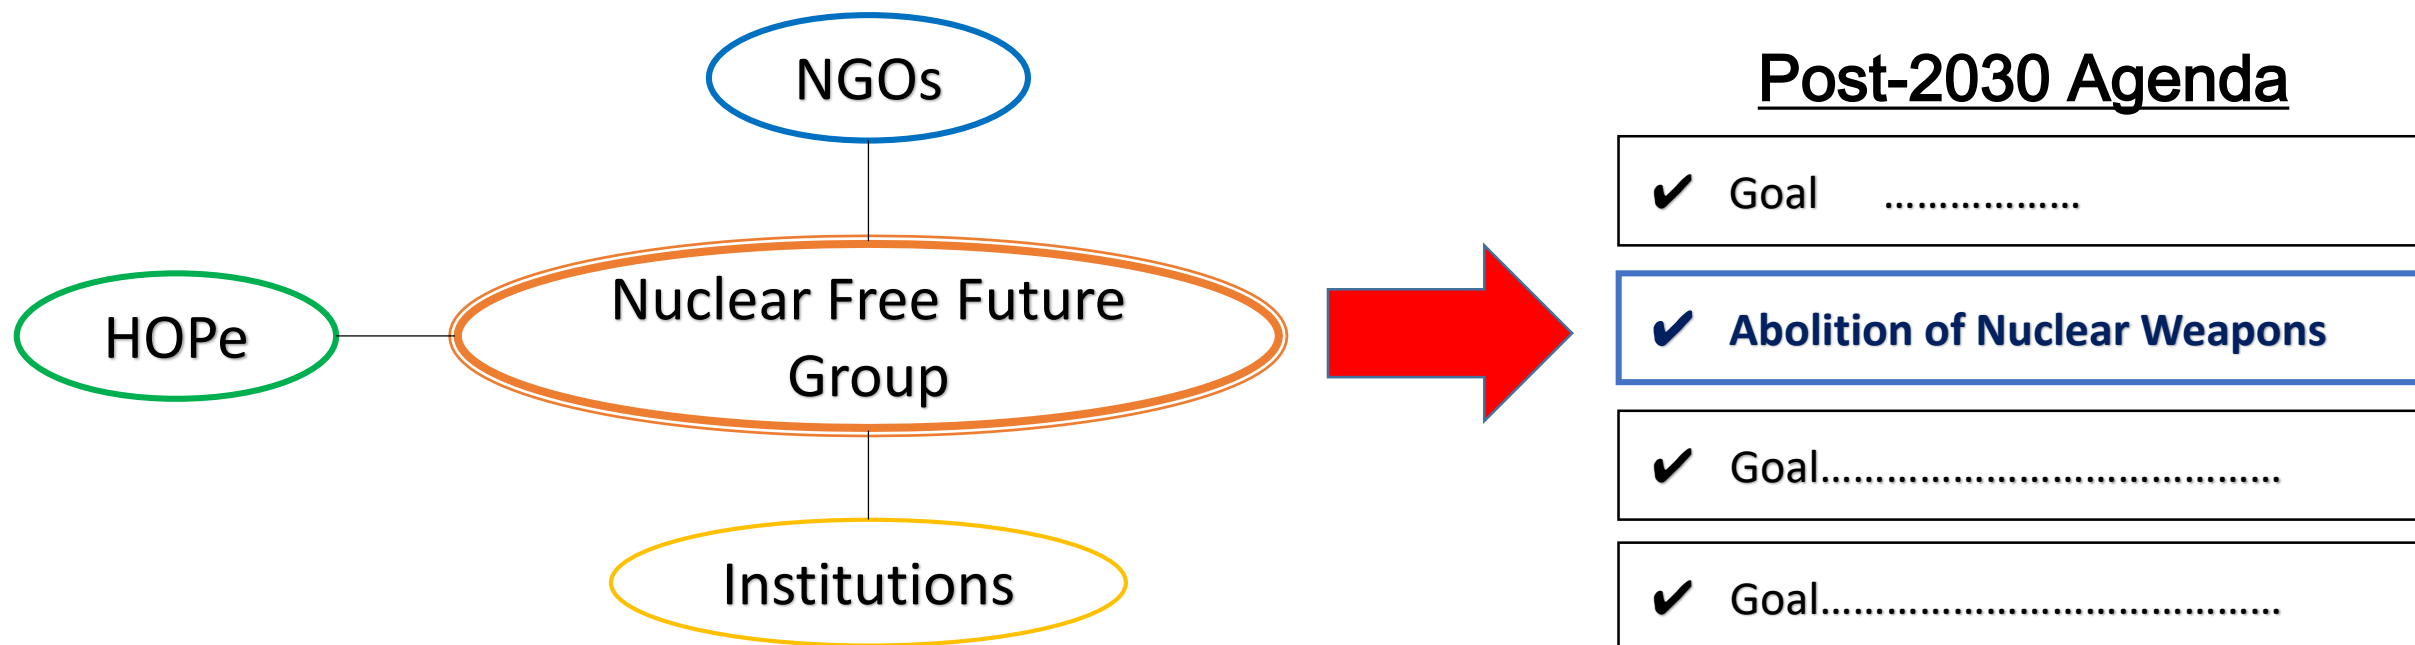 NGOs
HOPe
Nuclear Free Future
Group
Institutions
Post-2030 Agenda
✔ Goal ………………
✔ Abolition of Nuclear Weapons
✔ Goal……………………………………
✔ Goal……………………………………